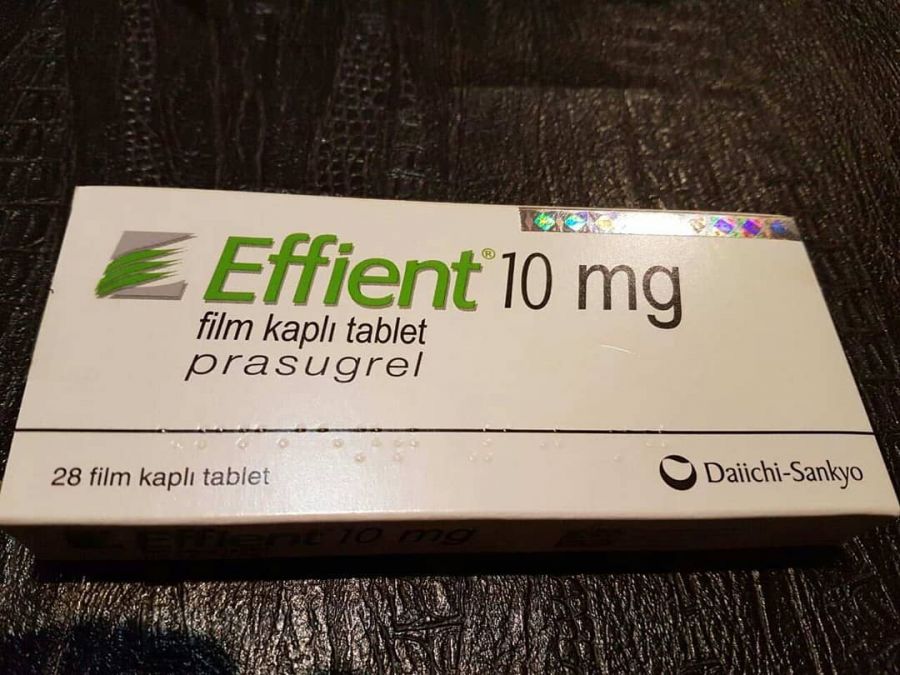 Effient® 10 mg
film kaplı tablet
prasugrel
28 film kaplı tablet
Daiichi-Sankyo
Effient 10 mg